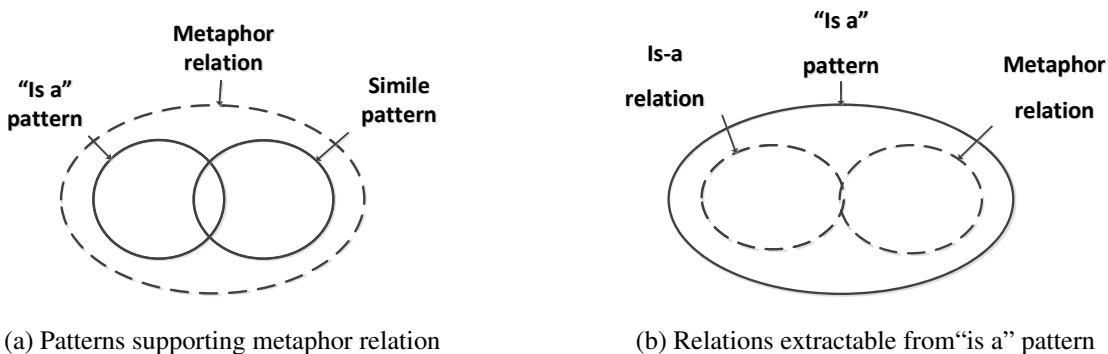 Metaphor
relation
“Is a”
pattern
Simile
pattern
(a) Patterns supporting metaphor relation
“Is a”
pattern
Is-a
relation
Metaphor
relation
(b) Relations extractable from“is a” pattern